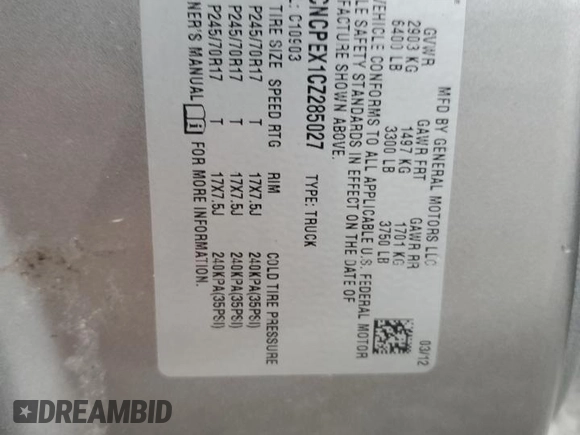 MFD BY GENERAL MOTORS LLC
03/12
GVWR GAWR FRT GAWR RR
2903 KG 1497 KG 1701 KG
6400 LB 3300 LB 3750 LB
VEHICLE CONFORMS TO ALL APPLICABLE U.S. FEDERAL MOTOR
LE SAFETY STANDARDS IN EFFECT ON THE DATE OF
FACTURE SHOWN ABOVE.
CNCPEX1CZ285027 TYPE: TRUCK
: C10903
TIRE SIZE SPEED RTG RIM COLD TIRE PRESSURE
P245/70R17 T 17X7.5J 240KPA(35PSI)
P245/70R17 T 17X7.5J 240KPA(35PSI)
P245/70R17 T 17X7.5J 240KPA(35PSI)
NER'S MANUAL FOR MORE INFORMATION.
DREAMBID